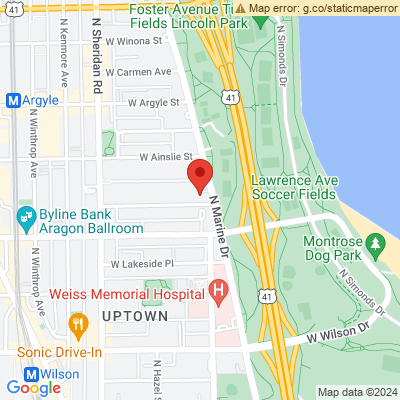 41
Map error: g.co/staticmaperror
Foster Avenue Tu
Fields Lincoln Park
W Winona St
N Kenmore Ave
N Sheridan Rd
N Simonds Dr
W Carmen Ave
41
Argyle
W Argyle St
N Winthrop Ave
W Ainslie St
Lawrence Ave
Soccer Fields
N Marine Dr
Byline Bank
Aragon Ballroom
Montrose
Dog Park
N Winthrop Ave
W Lakeside Pl
N Simonds Dr
Weiss Memorial Hospital
H
41
UPTOWN
W Wilson Dr
Sonic Drive-In
N Hazel St
M Wilson
Google
Map data ©2024